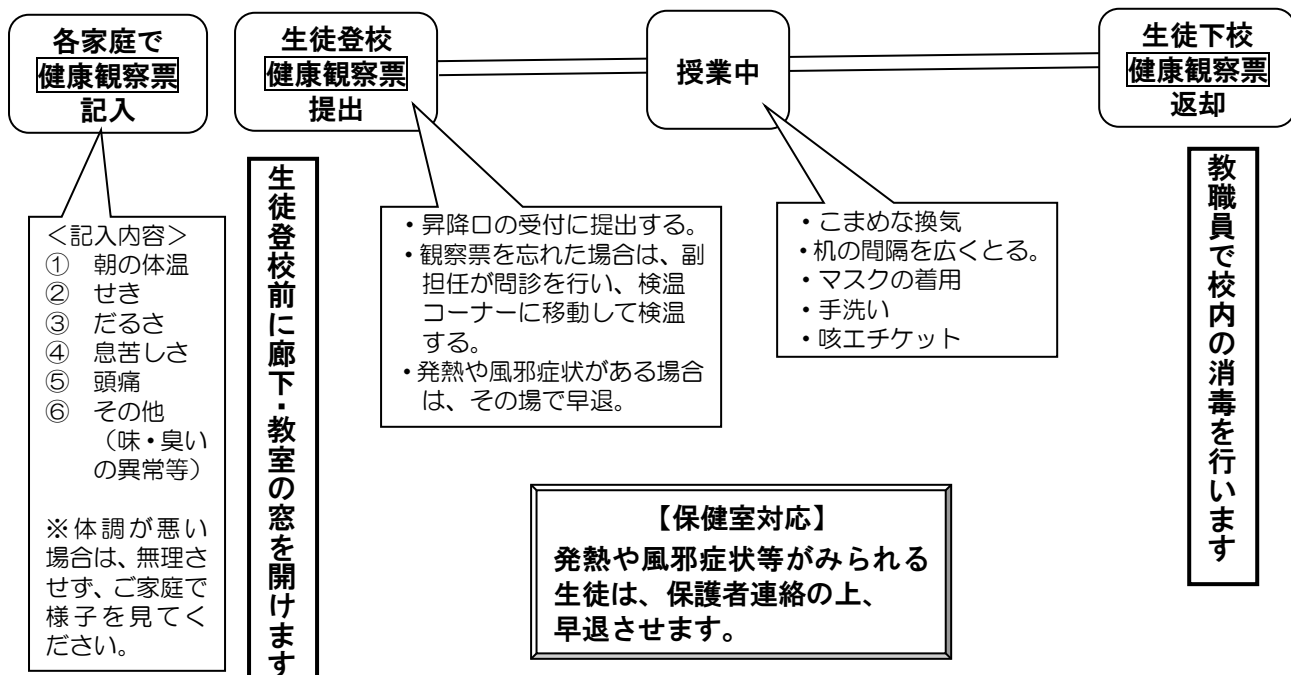 各家庭で
健康観察票
記入
生徒登校
健康観察票
提出
授業中
生徒下校
健康観察票
返却
＜記入内容＞
① 朝の体温
② せき
③ だるさ
④ 息苦しさ
⑤ 頭痛
⑥ その他
（味・臭い
の異常等）
※体調が悪い
場合は、無理さ
せず、ご家庭で
様子を見てく
ださい。
生徒登校前に廊下・教室の窓を開けます
・昇降口の受付に提出する。
・観察票を忘れた場合は、副
担任が問診を行い、検温
コーナーに移動して検温
する。
・発熱や風邪症状がある場合
は、その場で早退。
・こまめな換気
・机の間隔を広くとる。
・マスクの着用
・手洗い
・咳エチケット
教職員で校内の消毒を行います
【保健室対応】
発熱や風邪症状等がみられる
生徒は、保護者連絡の上、
早退させます。